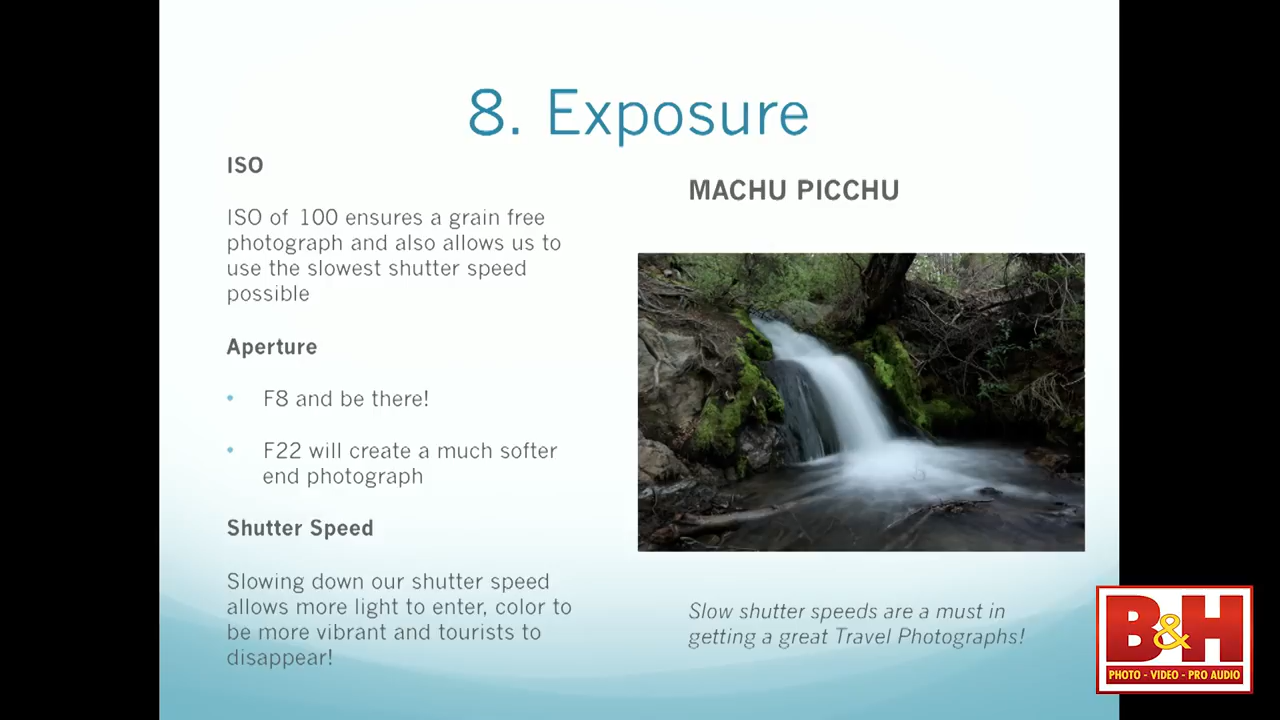 8. Exposure
ISO
ISO of 100 ensures a grain free
photograph and also allows us to
use the slowest shutter speed
possible
Aperture
• F8 and be there!
• F22 will create a much softer
end photograph
Shutter Speed
Slowing down our shutter speed
allows more light to enter, color to
be more vibrant and tourists to
disappear!
MACHU PICCHU
Slow shutter speeds are a must in
getting a great Travel Photographs!
B&H
PHOTO - VIDEO - PRO AUDIO